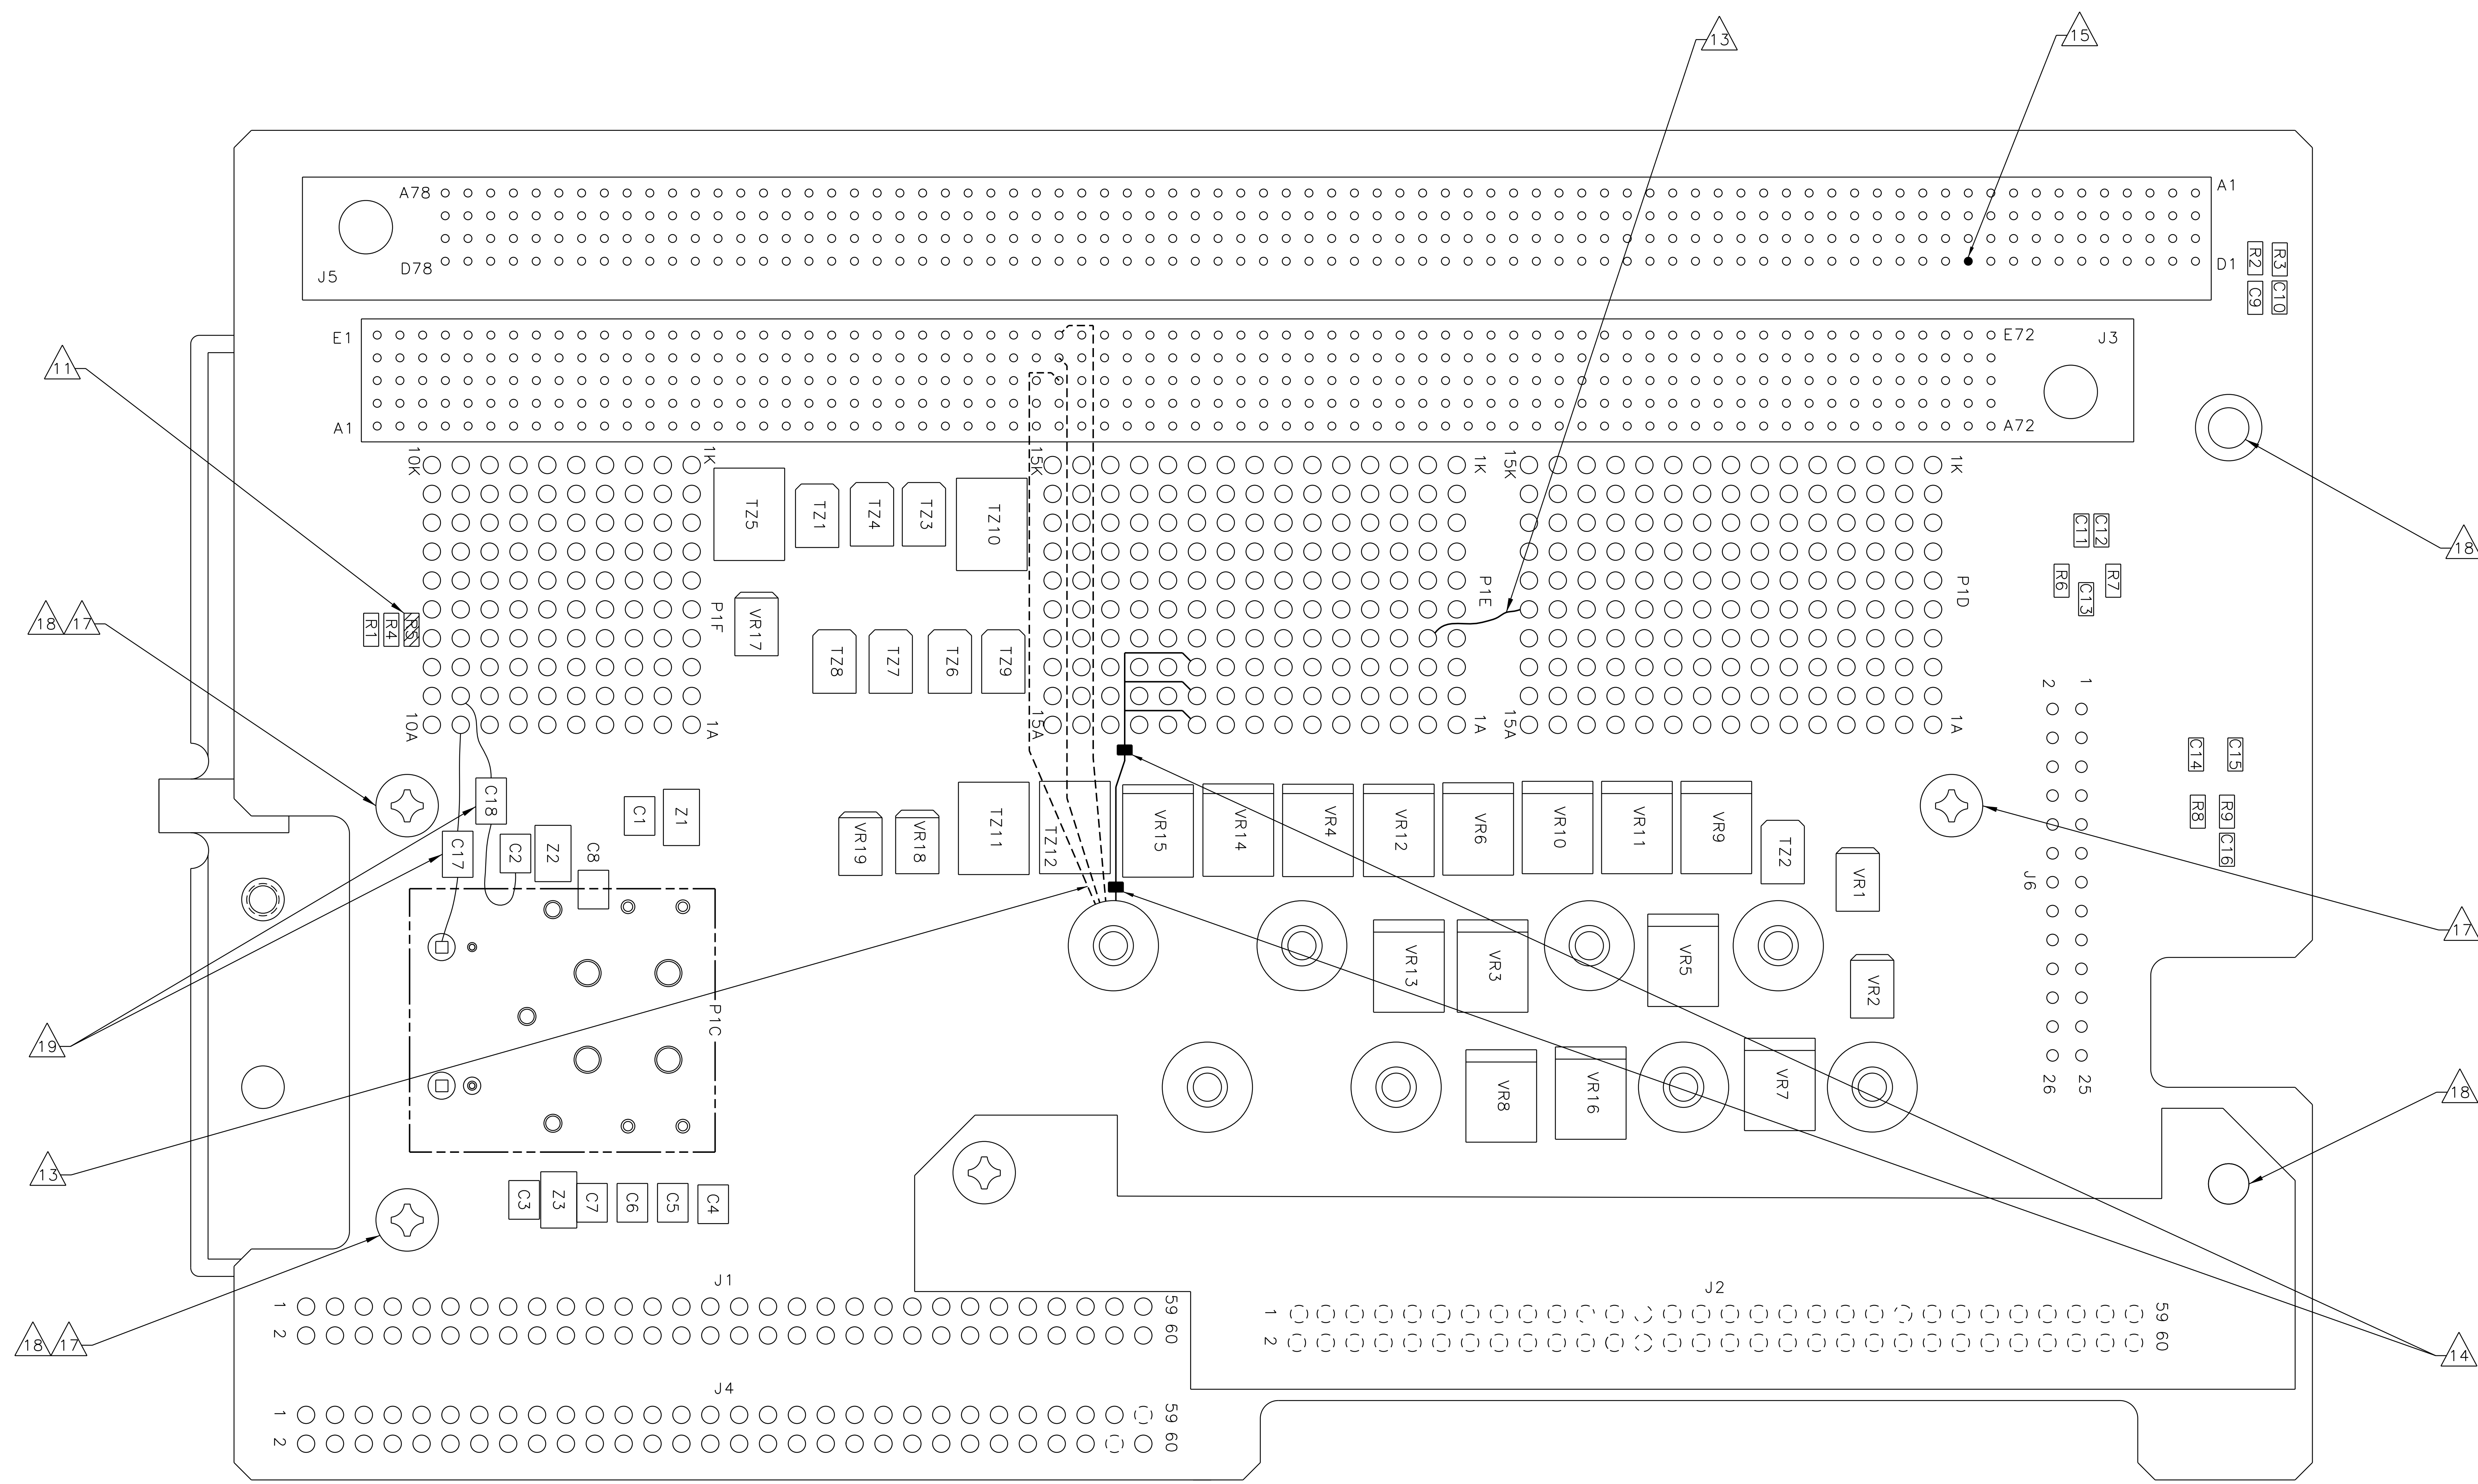 13
15
A78
A1
D78
D1
J5
R2
R3
C9
C10
E1
E72
J3
11
A1
A72
10K
1K
15K
1K
15K
1K
TZ5
TZ1
TZ4
TZ3
TZ10
C11
C12
18
P1F
P1E
P1D
R6
C13
R7
18
17
R1
R4
R5
VR17
TZ8
TZ7
TZ6
TZ9
10A
1A
15A
1A
15A
1A
2
1
C14
C15
C18
C1
Z1
C17
C2
Z2
C8
VR19
VR18
TZ11
TZ12
VR15
VR14
VR4
VR12
VR6
VR10
VR11
VR9
TZ2
VR1
R8
R9
C16
J6
17
VR13
VR3
VR5
VR2
P1C
19
26
25
VR8
VR16
VR7
18
13
C3
Z3
C7
C6
C5
C4
J1
J2
1
59
1
59
2
60
2
60
18
17
14
J4
1
59
2
60